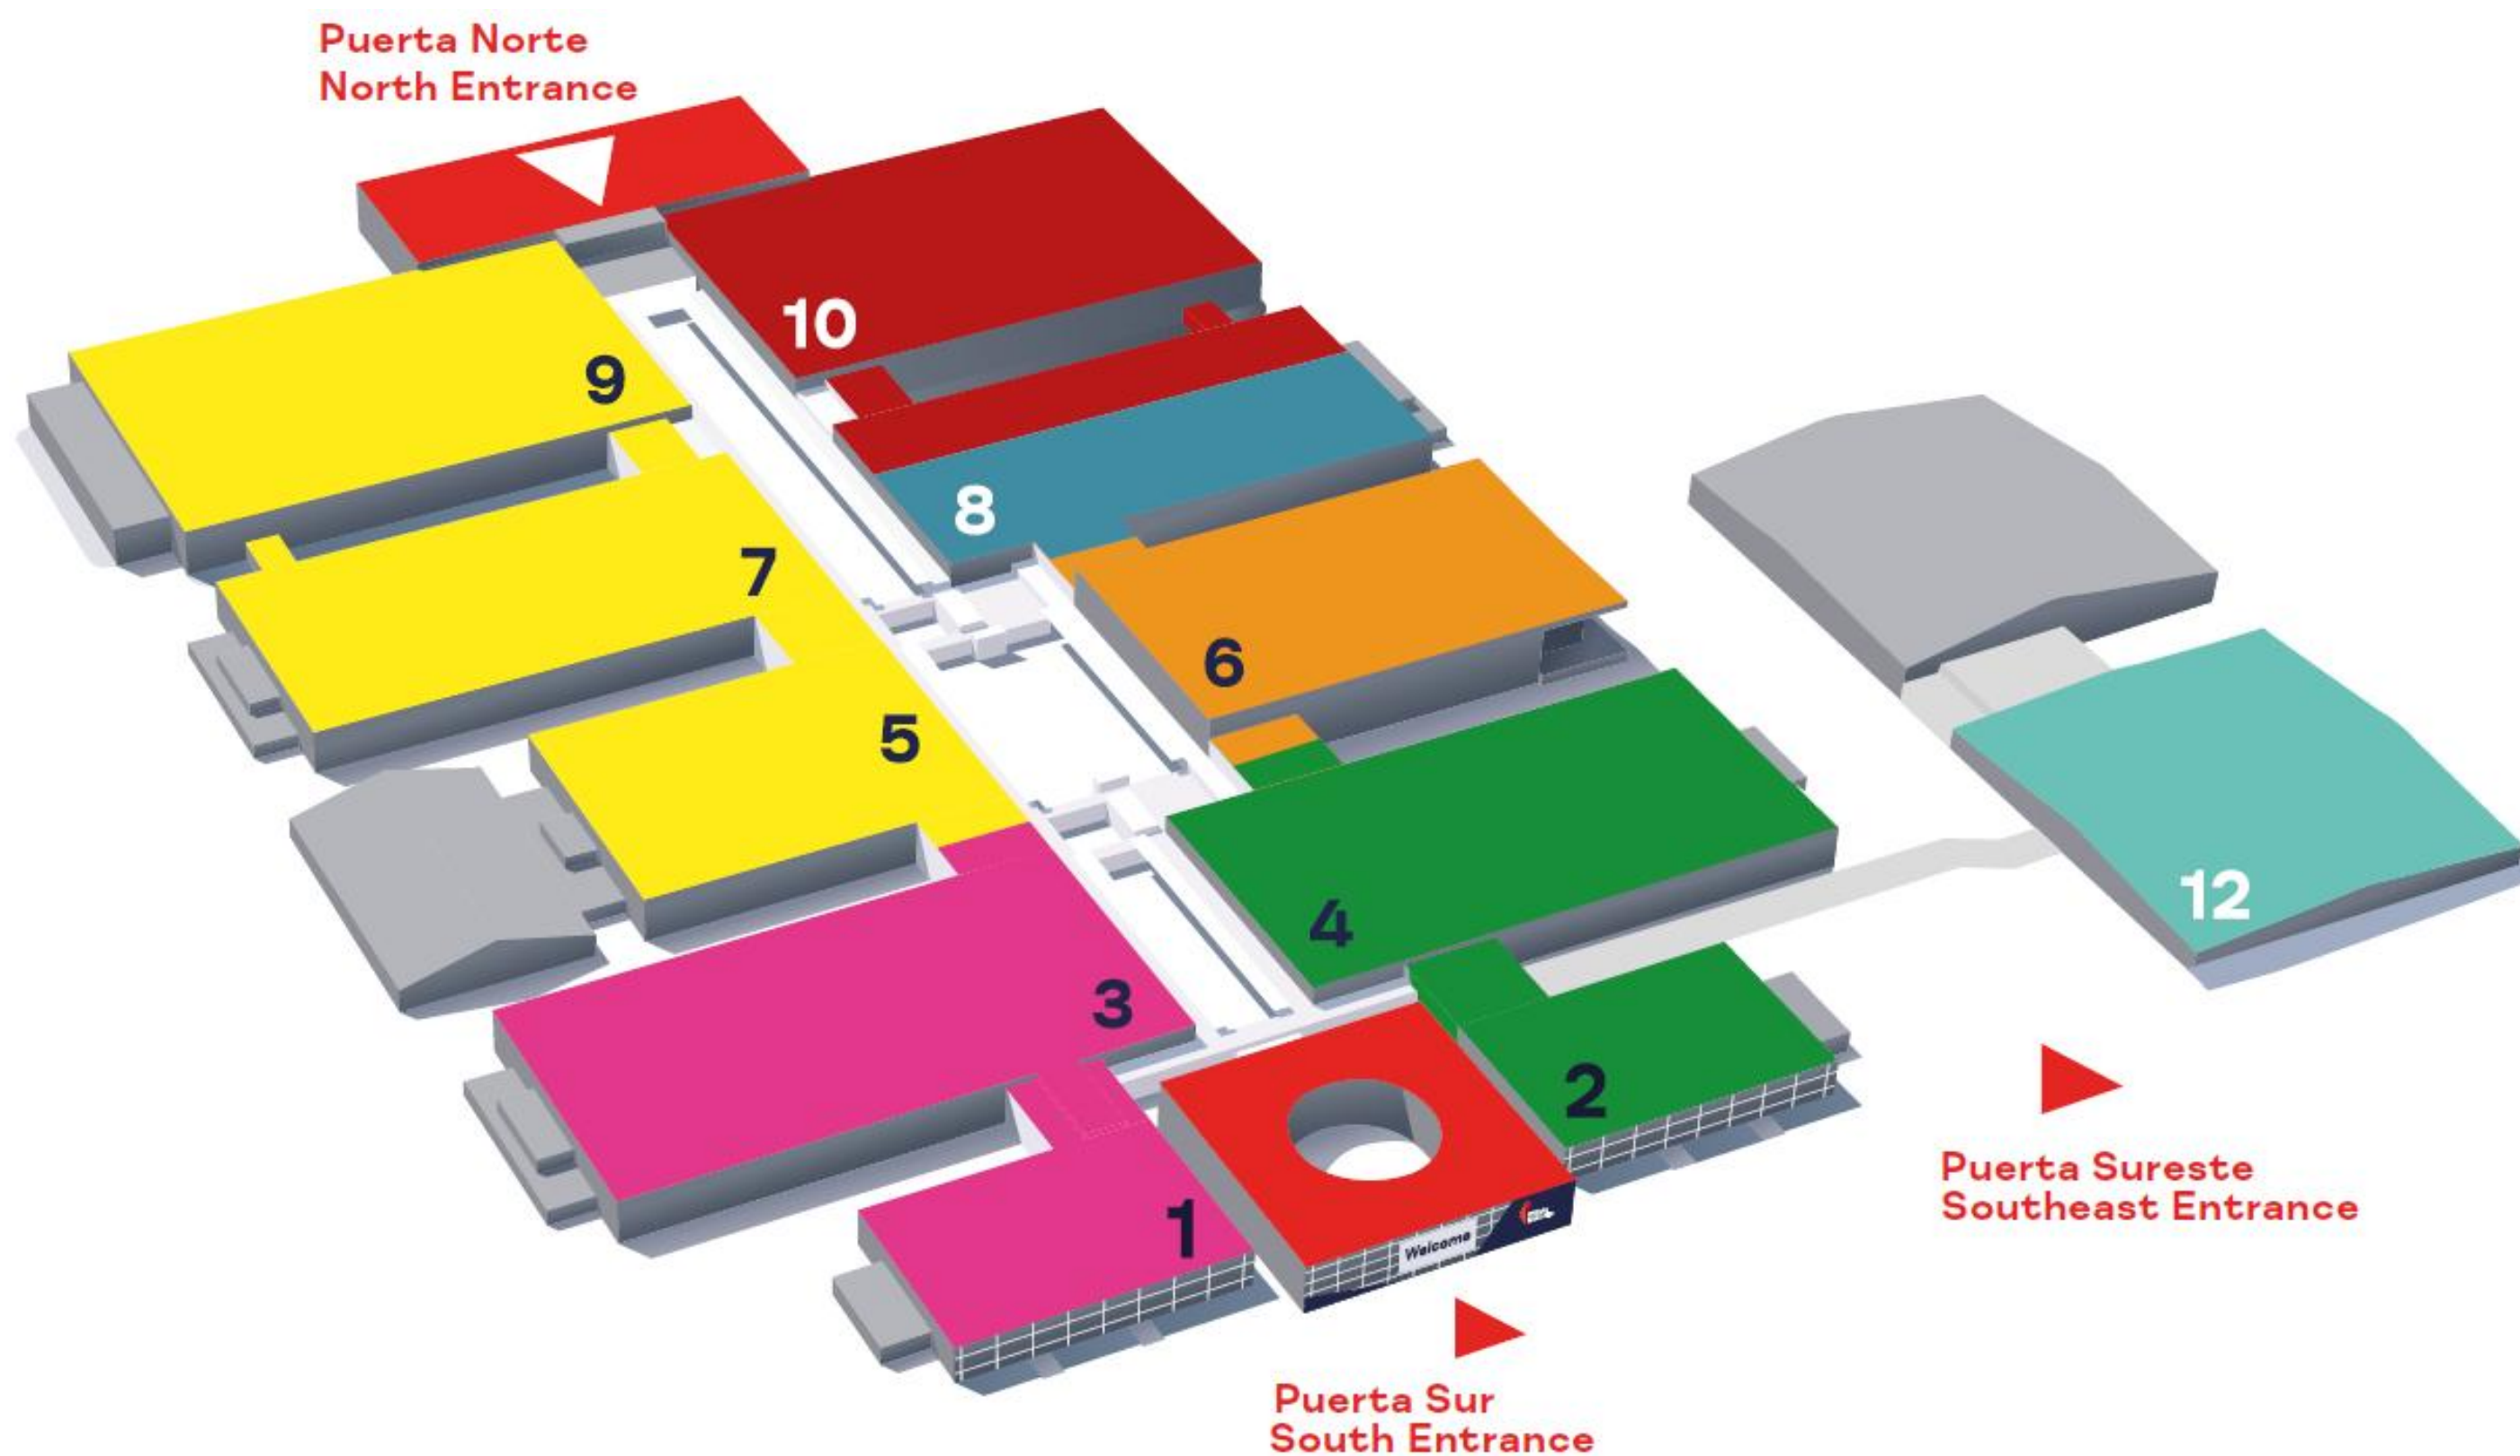 Puerta Norte
North Entrance
10
9
8
7
6
5
4
12
3
2
Puerta Sureste
Southeast Entrance
1
Welcome
Puerta Sur
South Entrance